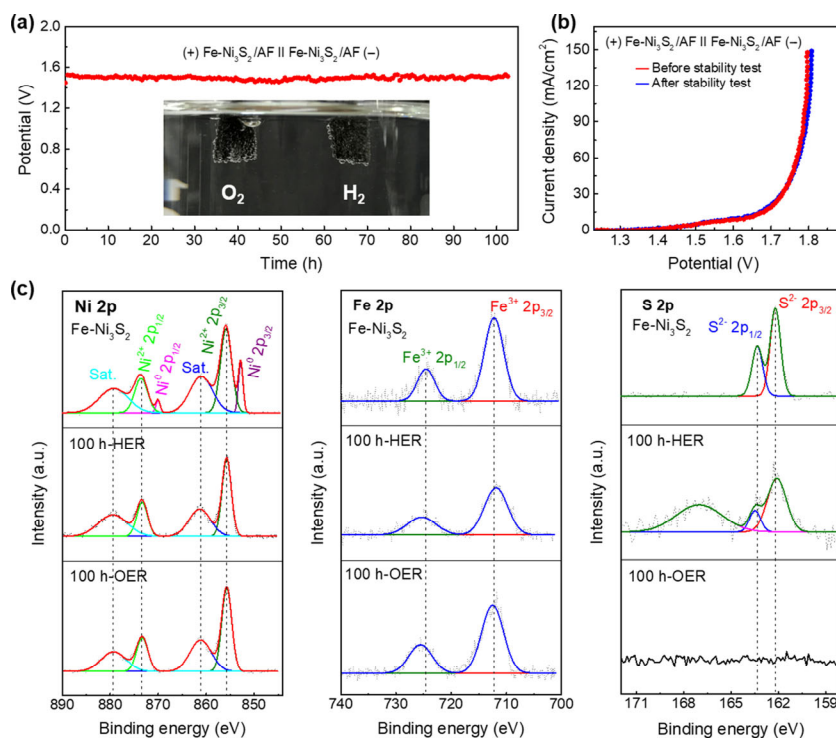 (a)
(+) Fe-Ni₃S₂/AF II Fe-Ni₃S₂/AF (−)
Potential (V)
2.0
1.6
1.2
0.8
0.4
0.0
O₂
H₂
0 10 20 30 40 50 60 70 80 90 100
Time (h)
(b)
(+) Fe-Ni₃S₂/AF II Fe-Ni₃S₂/AF (−)
Before stability test
After stability test
Current density (mA/cm²)
150
120
90
60
30
0
1.3 1.4 1.5 1.6 1.7 1.8 1.9
Potential (V)
(c)
Intensity (a.u.)
Ni 2p
Fe-Ni₃S₂
Sat.
Ni²⁺ 2p₁/₂
Ni⁰ 2p₁/₂
Sat.
Ni²⁺ 2p₃/₂
Ni⁰ 2p₃/₂
100 h-HER
100 h-OER
890 880 870 860 850
Binding energy (eV)
Intensity (a.u.)
Fe 2p
Fe-Ni₃S₂
Fe³⁺ 2p₃/₂
Fe³⁺ 2p₁/₂
100 h-HER
100 h-OER
740 730 720 710 700
Binding energy (eV)
Intensity (a.u.)
S 2p
Fe-Ni₃S₂
S²⁻ 2p₃/₂
S²⁻ 2p₁/₂
100 h-HER
100 h-OER
171 168 165 162 159
Binding energy (eV)